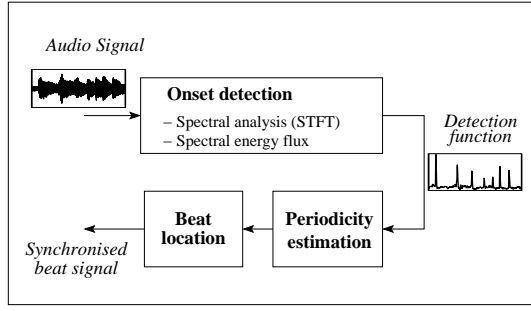 Audio Signal
Onset detection
– Spectral analysis (STFT)
– Spectral energy flux
Detection
function
Periodicity
estimation
Beat
location
Synchronised
beat signal